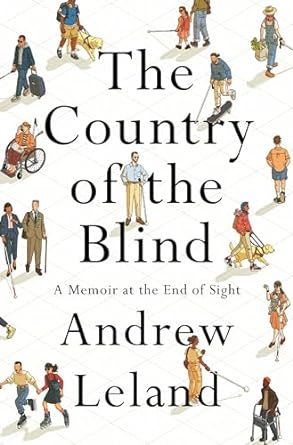 The
Country
of the
Blind
A Memoir at the End of Sight
Andrew
Leland